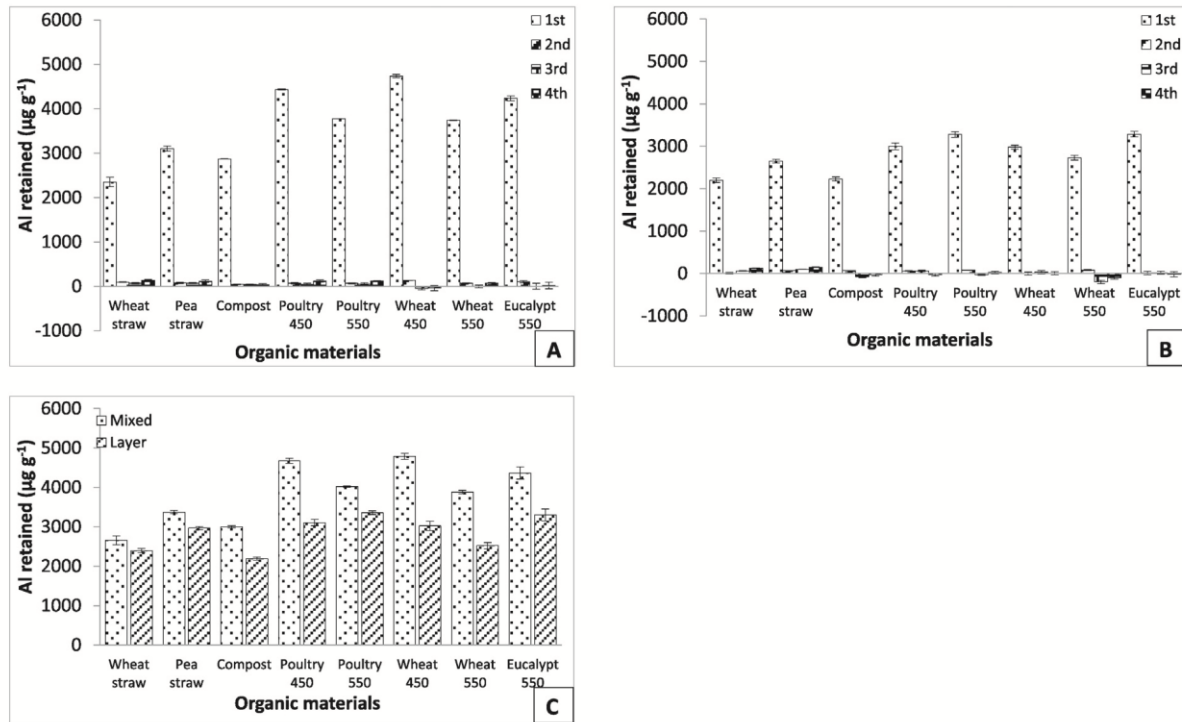 6000
5000
4000
3000
2000
1000
0
-1000
Al retained (µg g-1)
1st
2nd
3rd
4th
Wheat straw
Pea straw
Compost
Poultry 450
Poultry 550
Wheat 450
Wheat 550
Eucalypt 550
Organic materials
A
6000
5000
4000
3000
2000
1000
0
-1000
Al retained (µg g-1)
1st
2nd
3rd
4th
Wheat straw
Pea straw
Compost
Poultry 450
Poultry 550
Wheat 450
Wheat 550
Eucalypt 550
Organic materials
B
6000
5000
4000
3000
2000
1000
0
Al retained (µg g-1)
Mixed
Layer
Wheat straw
Pea straw
Compost
Poultry 450
Poultry 550
Wheat 450
Wheat 550
Eucalypt 550
Organic materials
C